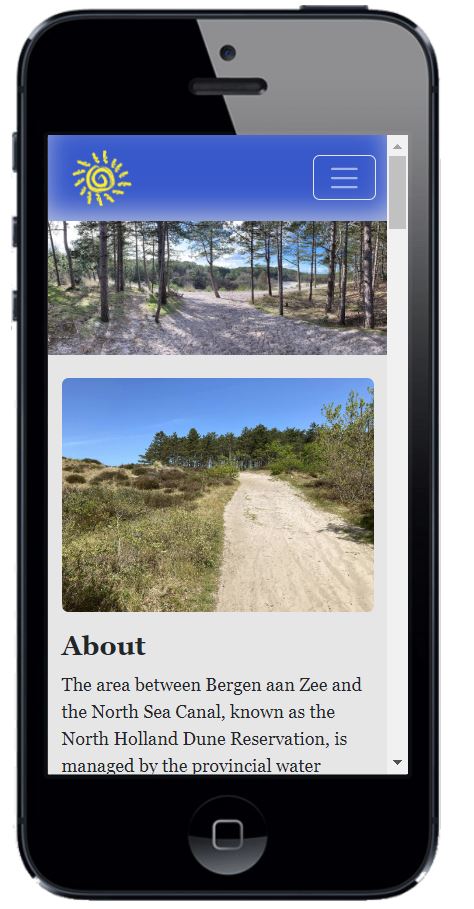 About
The area between Bergen aan Zee and
the North Sea Canal, known as the
North Holland Dune Reservation, is
managed by the provincial water